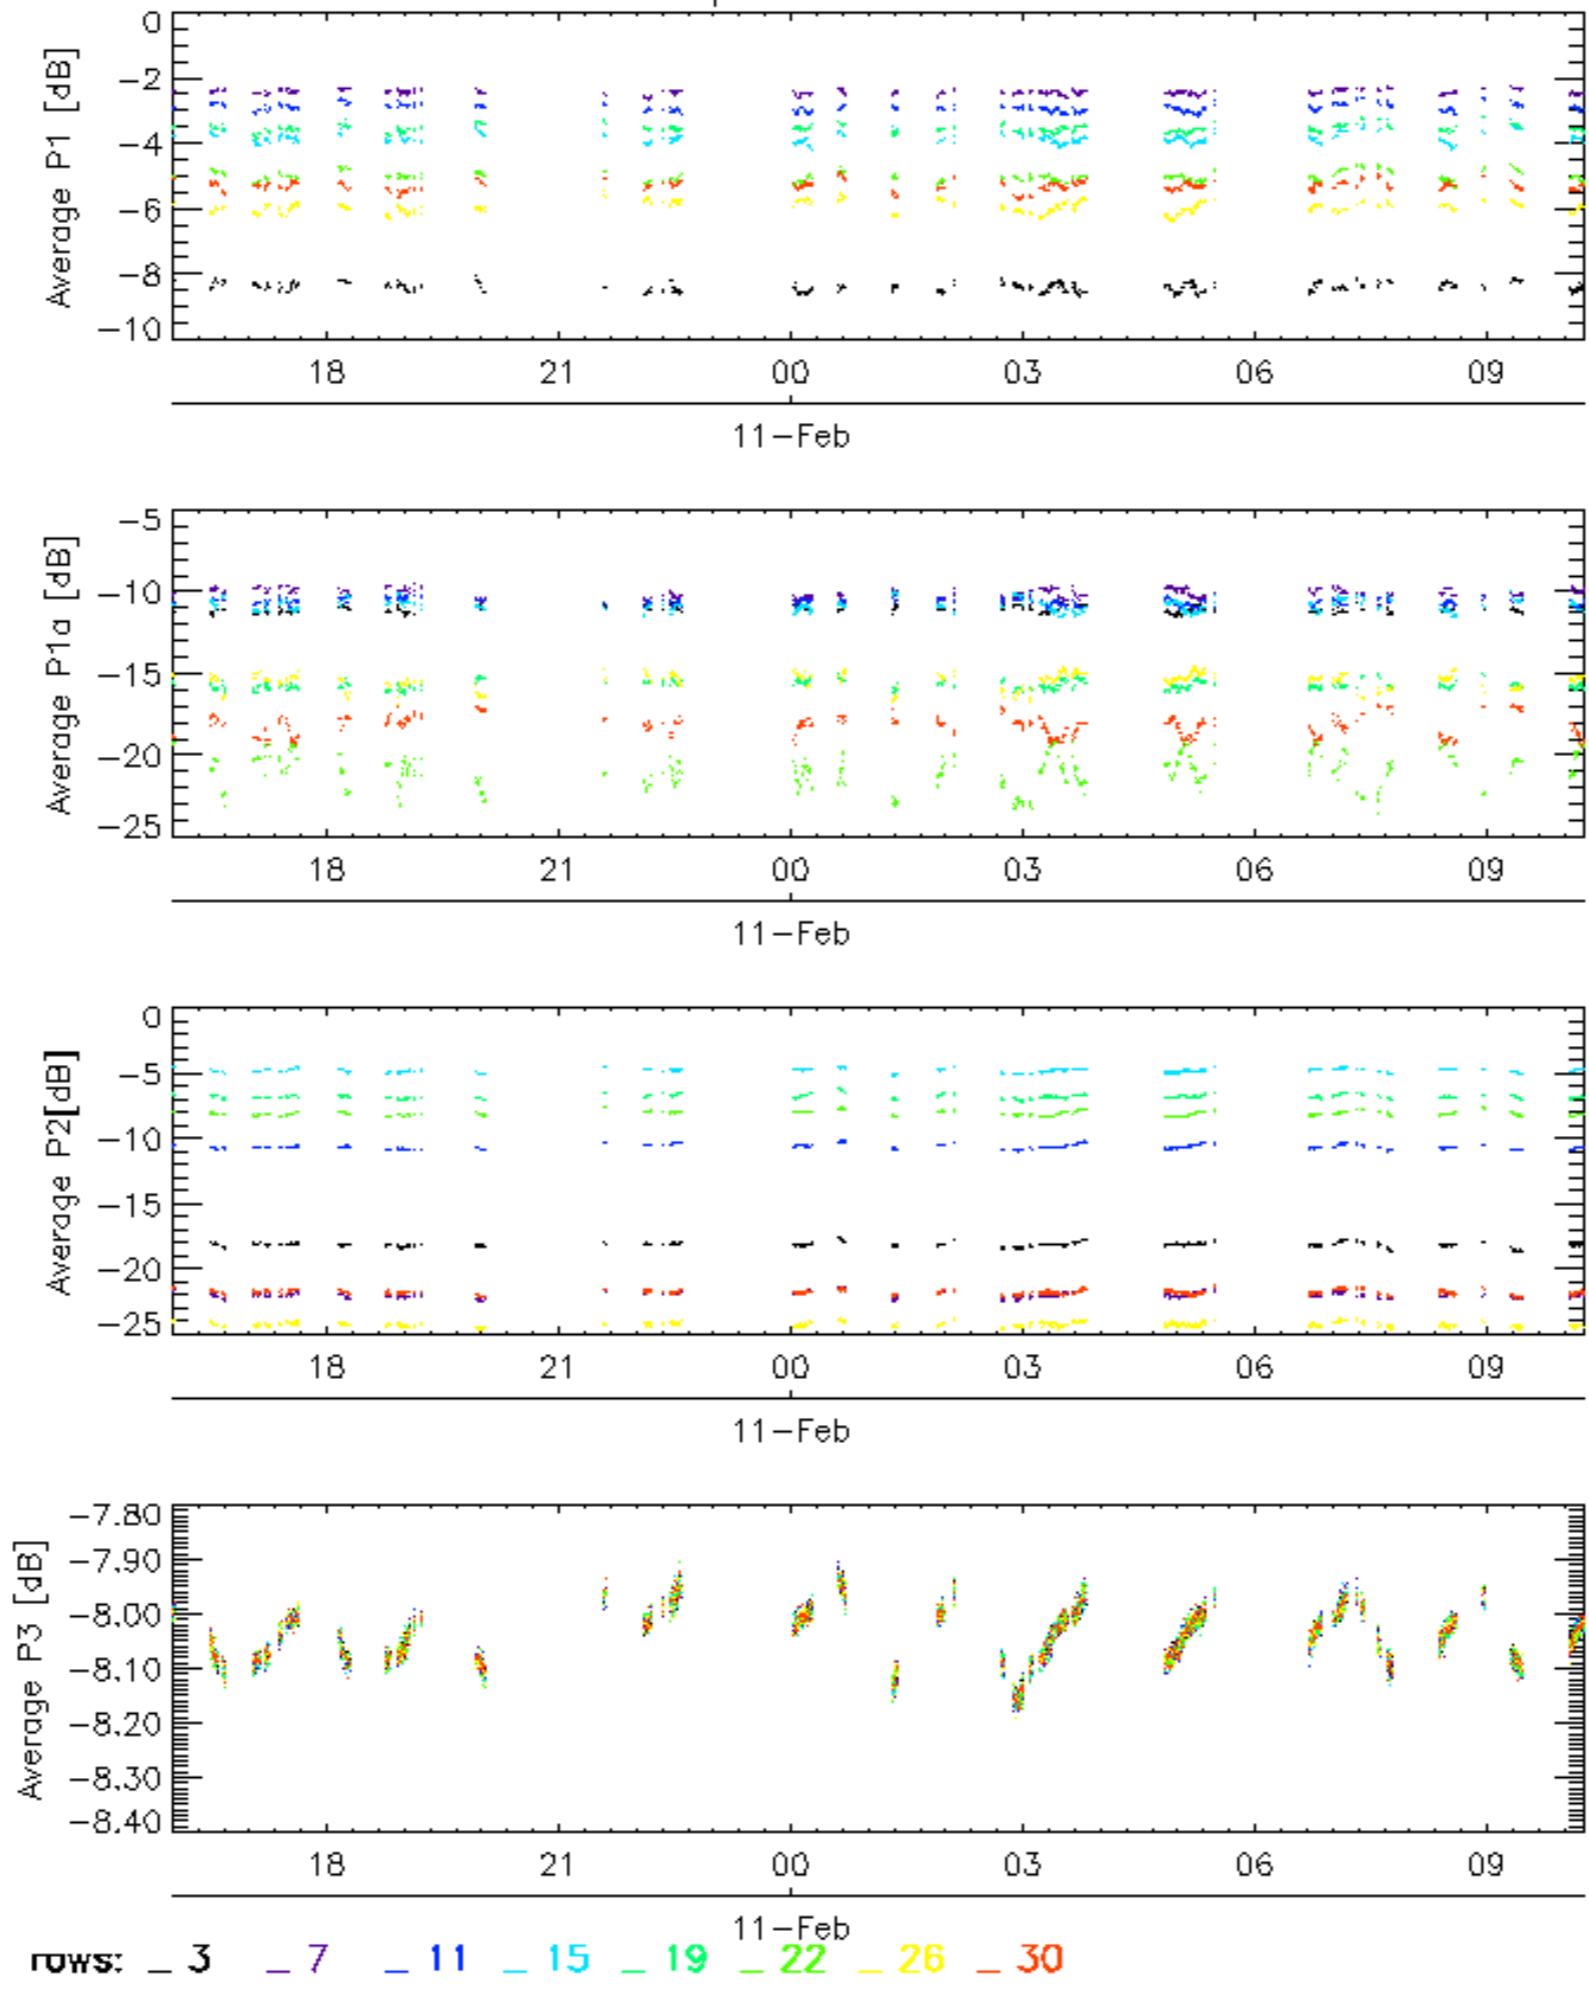 Average P1 [dB]
0
-2
-4
-6
-8
-10
18 21 00 03 06 09
11-Feb
Average P1a [dB]
-5
-10
-15
-20
-25
18 21 00 03 06 09
11-Feb
Average P2[dB]
0
-5
-10
-15
-20
-25
18 21 00 03 06 09
11-Feb
Average P3 [dB]
-7.80
-7.90
-8.00
-8.10
-8.20
-8.30
-8.40
18 21 00 03 06 09
11-Feb
rows: _ 3 _ 7 _ 11 _ 15 _ 19 _ 22 _ 26 _ 30